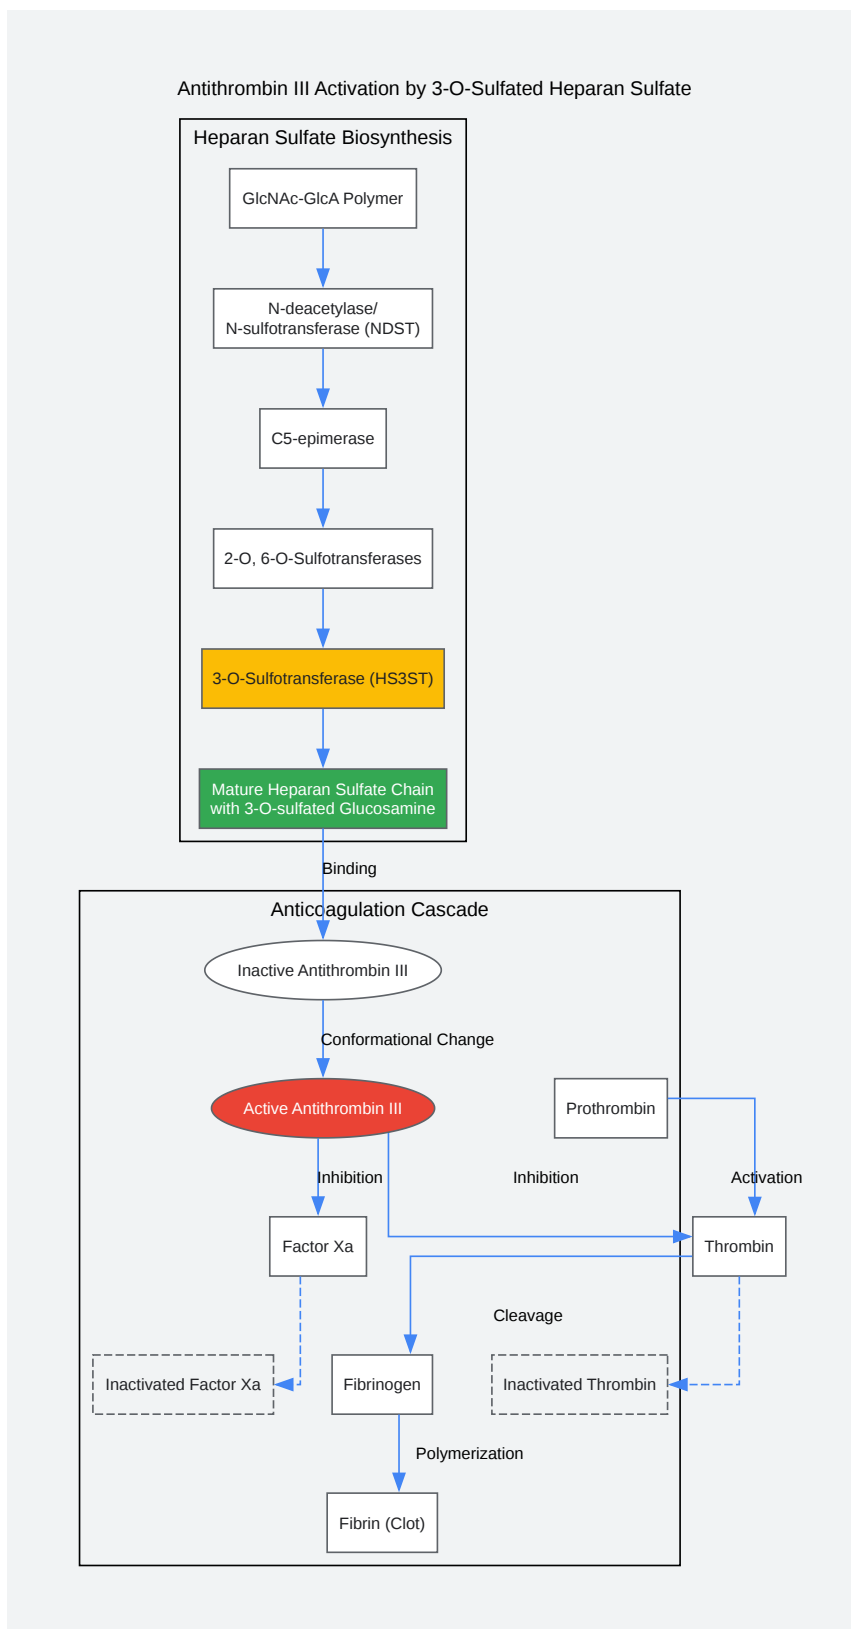 Antithrombin III Activation by 3-O-Sulfated Heparan Sulfate
Heparan Sulfate Biosynthesis
GlcNAc-GlcA Polymer
N-deacetylase/
N-sulfotransferase (NDST)
C5-epimerase
2-O, 6-O-Sulfotransferases
3-O-Sulfotransferase (HS3ST)
Mature Heparan Sulfate Chain
with 3-O-sulfated Glucosamine
Binding
Anticoagulation Cascade
Inactive Antithrombin III
Conformational Change
Active Antithrombin III
Prothrombin
Inhibition
Inhibition
Activation
Factor Xa
Thrombin
Cleavage
Inactivated Factor Xa
Fibrinogen
Inactivated Thrombin
Polymerization
Fibrin (Clot)